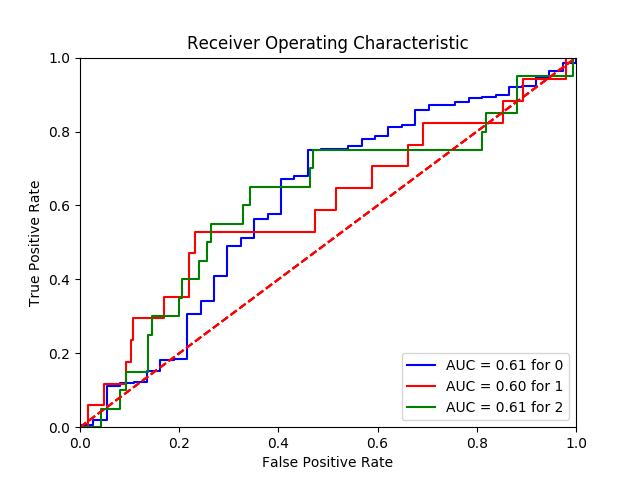 Receiver Operating Characteristic
1.0
0.8
0.6
0.4
0.2
0.0
True Positive Rate
AUC = 0.61 for 0
AUC = 0.60 for 1
AUC = 0.61 for 2
0.0 0.2 0.4 0.6 0.8 1.0
False Positive Rate